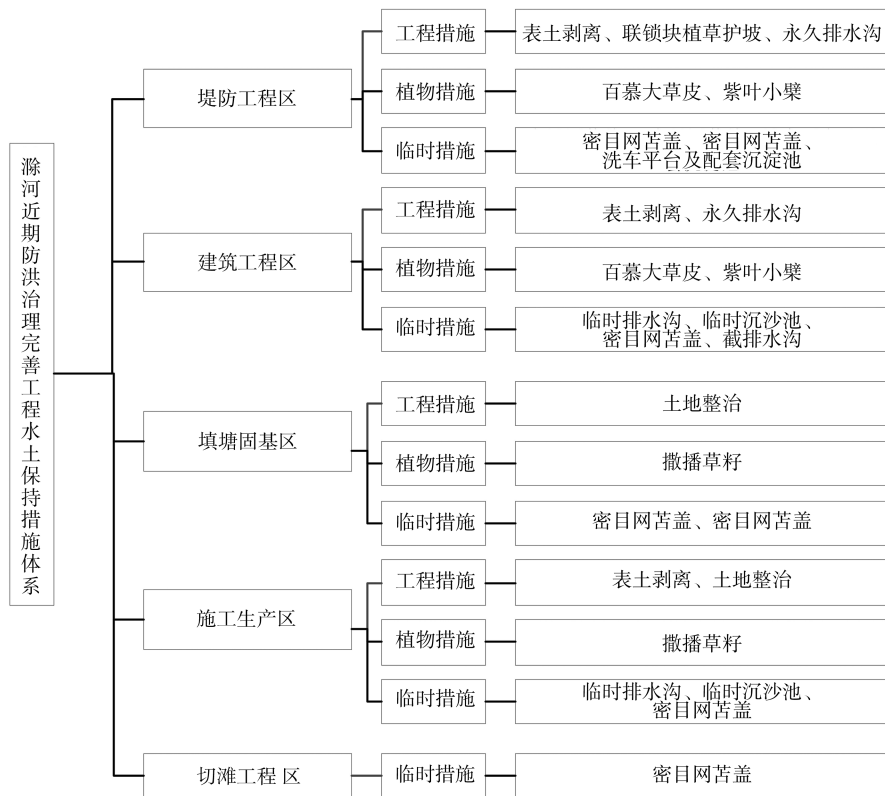 滁河近期防洪治理完善工程水土保持措施体系
堤防工程区
工程措施
表土剥离、联锁块植草护坡、永久排水沟
植物措施
百慕大草皮、紫叶小檗
临时措施
密目网苫盖、密目网苫盖、
洗车平台及配套沉淀池
建筑工程区
工程措施
表土剥离、永久排水沟
植物措施
百慕大草皮、紫叶小檗
临时措施
临时排水沟、临时沉沙池、
密目网苫盖、截排水沟
填塘固基区
工程措施
土地整治
植物措施
撒播草籽
临时措施
密目网苫盖、密目网苫盖
施工生产区
工程措施
表土剥离、土地整治
植物措施
撒播草籽
临时措施
临时排水沟、临时沉沙池、
密目网苫盖
切滩工程 区
临时措施
密目网苫盖